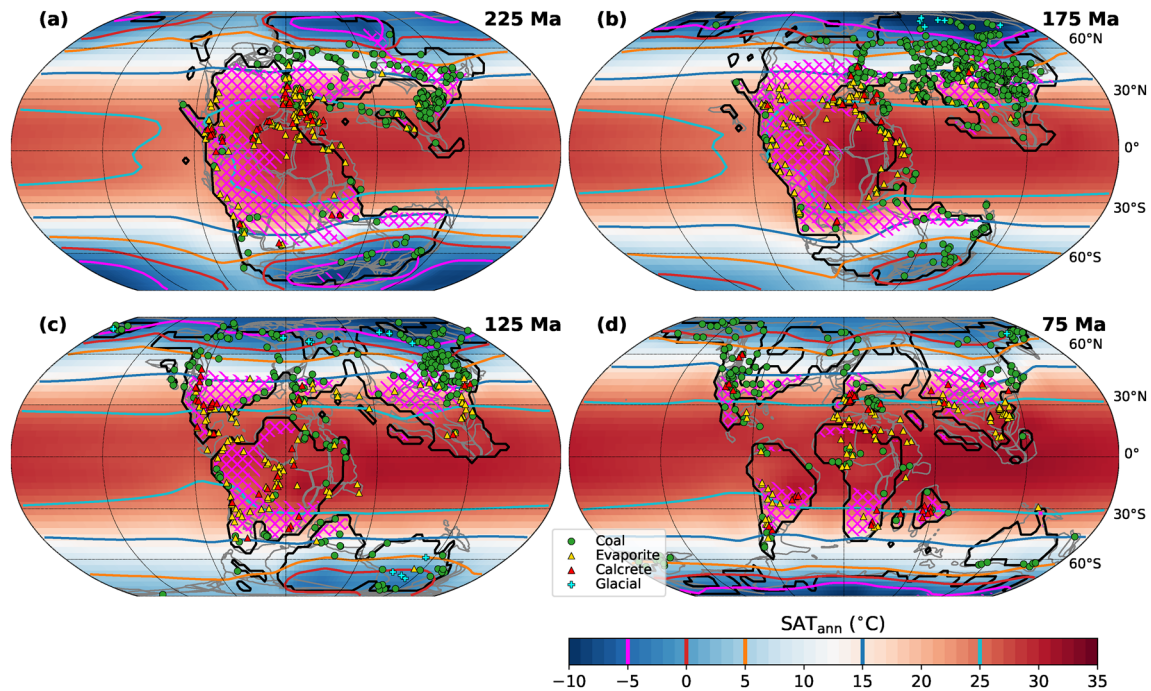 (a) 225 Ma
(b) 175 Ma
60°N
30°N
0°
30°S
60°S
(c) 125 Ma
(d) 75 Ma
60°N
30°N
0°
30°S
60°S
Coal
Evaporite
Calcrete
Glacial
SATann (°C)
−10 −5 0 5 10 15 20 25 30 35